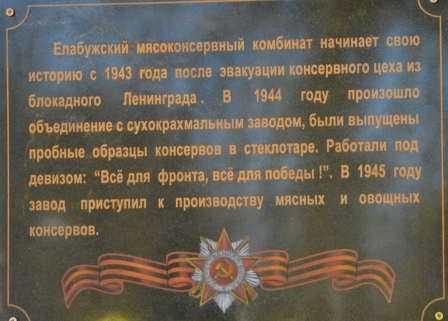 Елабужский мясоконсервный комбинат начинает свою
историю с 1943 года после эвакуации консервного цеха из
блокадного Ленинграда. В 1944 году произошло
объединение с сухокрахмальным заводом, были выпущены
пробные образцы консервов в стеклотаре. Работали под
девизом: "Всё для фронта, всё для победы!". В 1945 году
завод приступил к производству мясных и овощных
консервов.